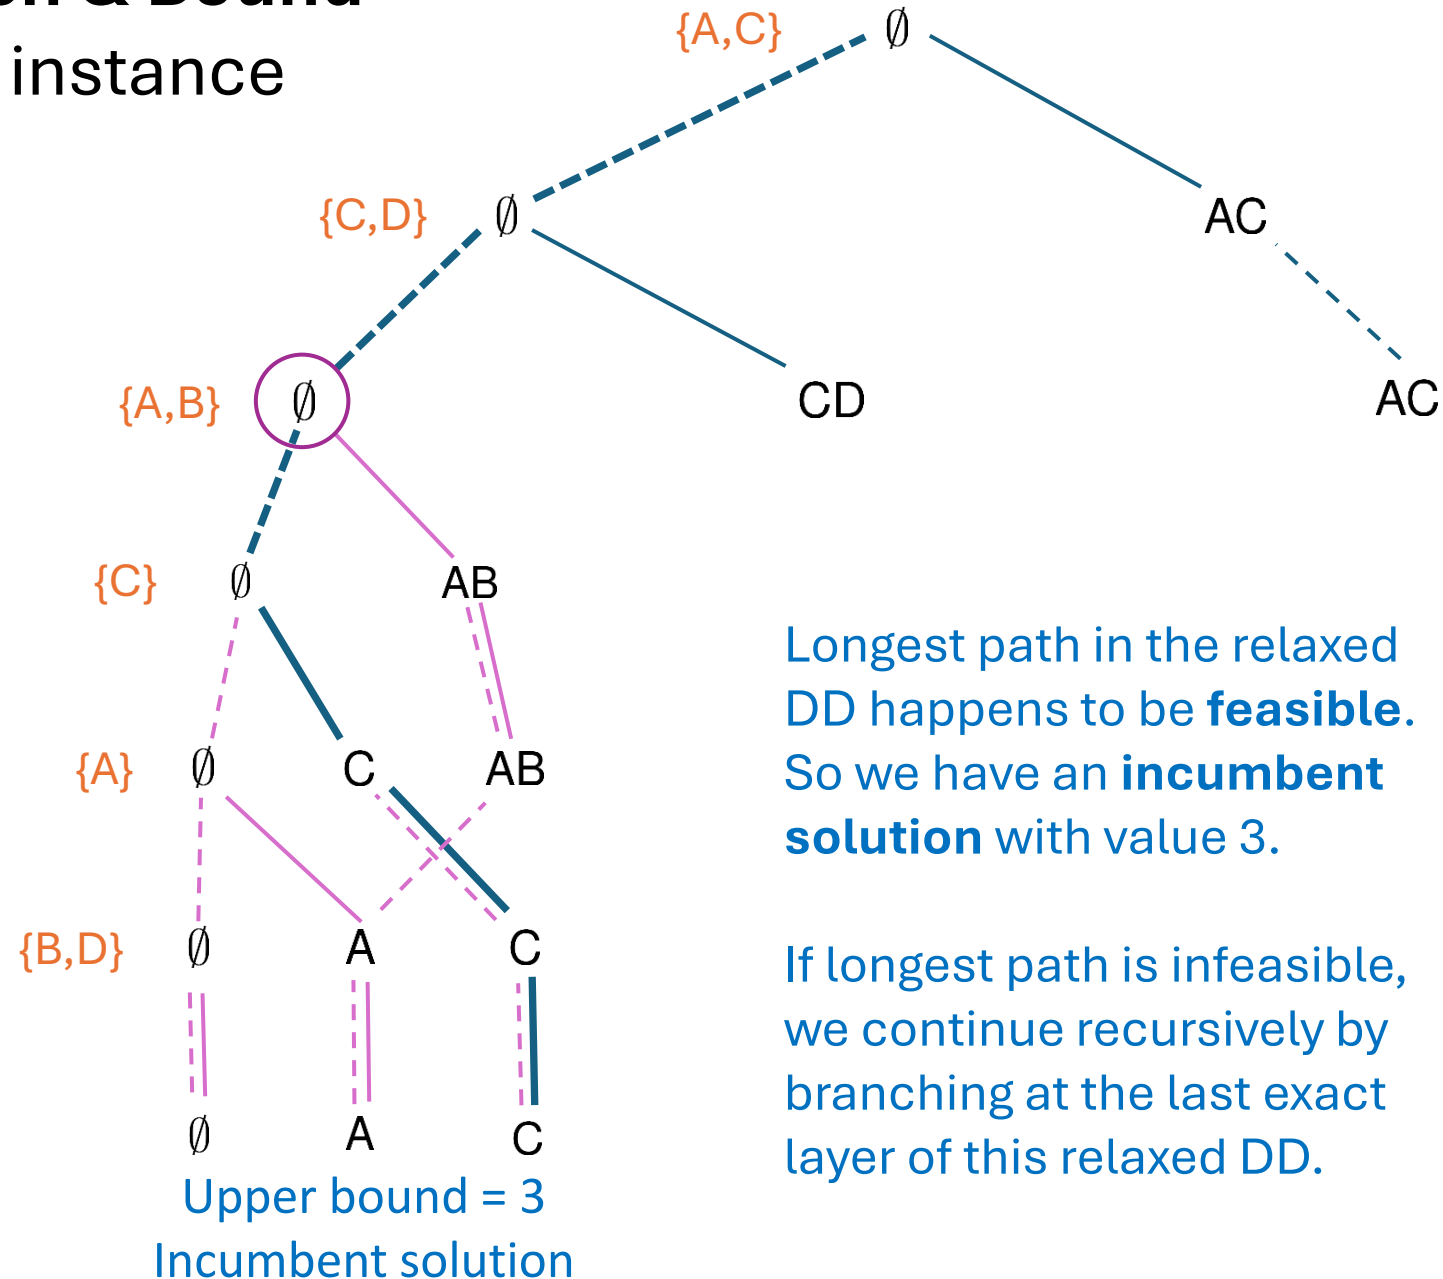 & Bound
instance
{A,C} ∅
{C,D} ∅ AC
{A,B} ∅ CD AC
{C} ∅ AB
Longest path in the relaxed
DD happens to be feasible.
{A} ∅ C AB
So we have an incumbent
solution with value 3.
{B,D} ∅ A C
If longest path is infeasible,
we continue recursively by
branching at the last exact
∅ A C
layer of this relaxed DD.
Upper bound = 3
Incumbent solution